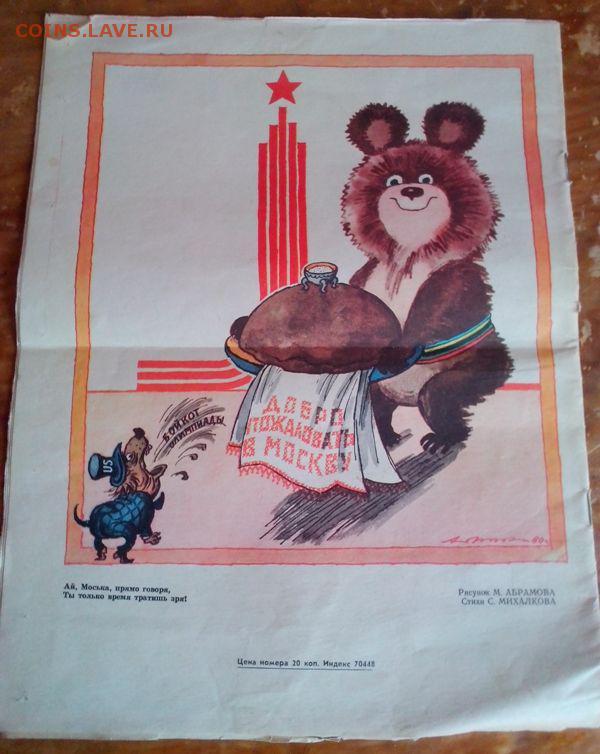 COINS.LAVE.RU
БОЙКОТ
ОЛИМПИАДЫ
US
ДОБРО
ПОЖАЛОВАТЬ
В МОСКВУ
80
Ай, Моська, прямо говоря,
Ты только время тратишь зря!
Рисунок М. АБРАМОВА
Стихи С. МИХАЛКОВА
Цена номера 20 коп. Индекс 70448